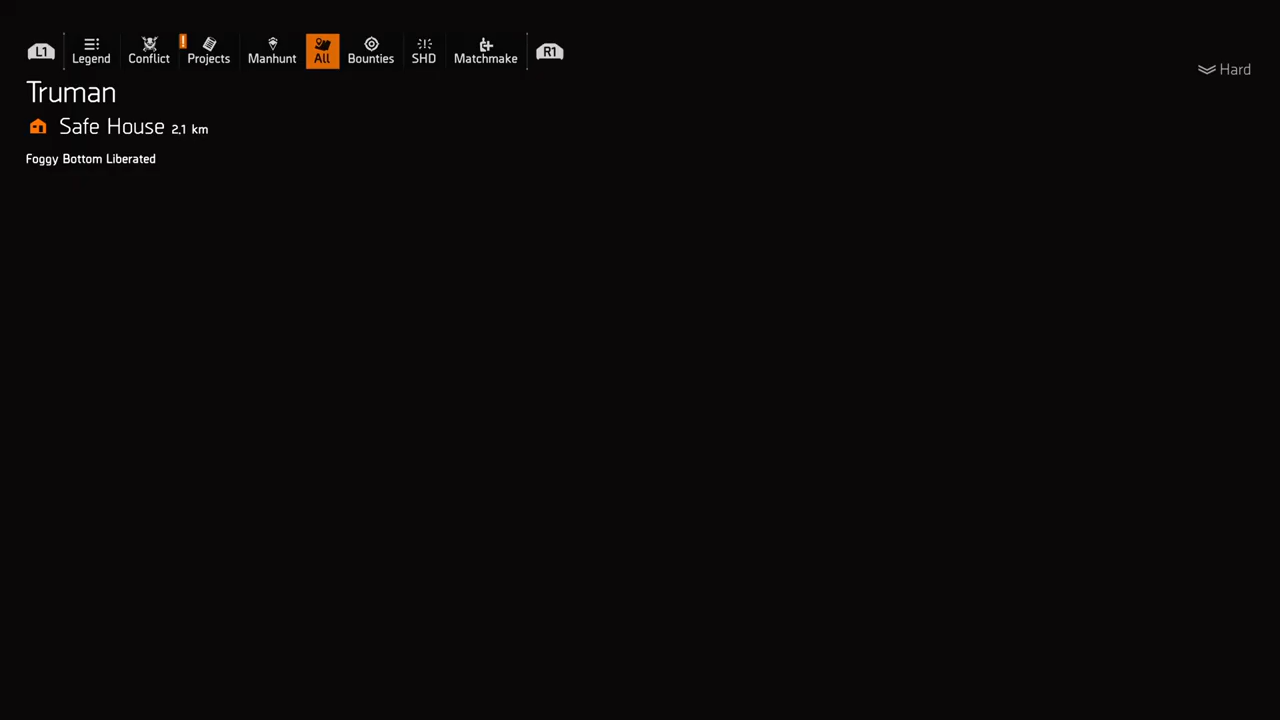 L1 Legend Conflict Projects Manhunt All Bounties SHD Matchmake R1
Hard
Truman
Safe House 2.1 km
Foggy Bottom Liberated